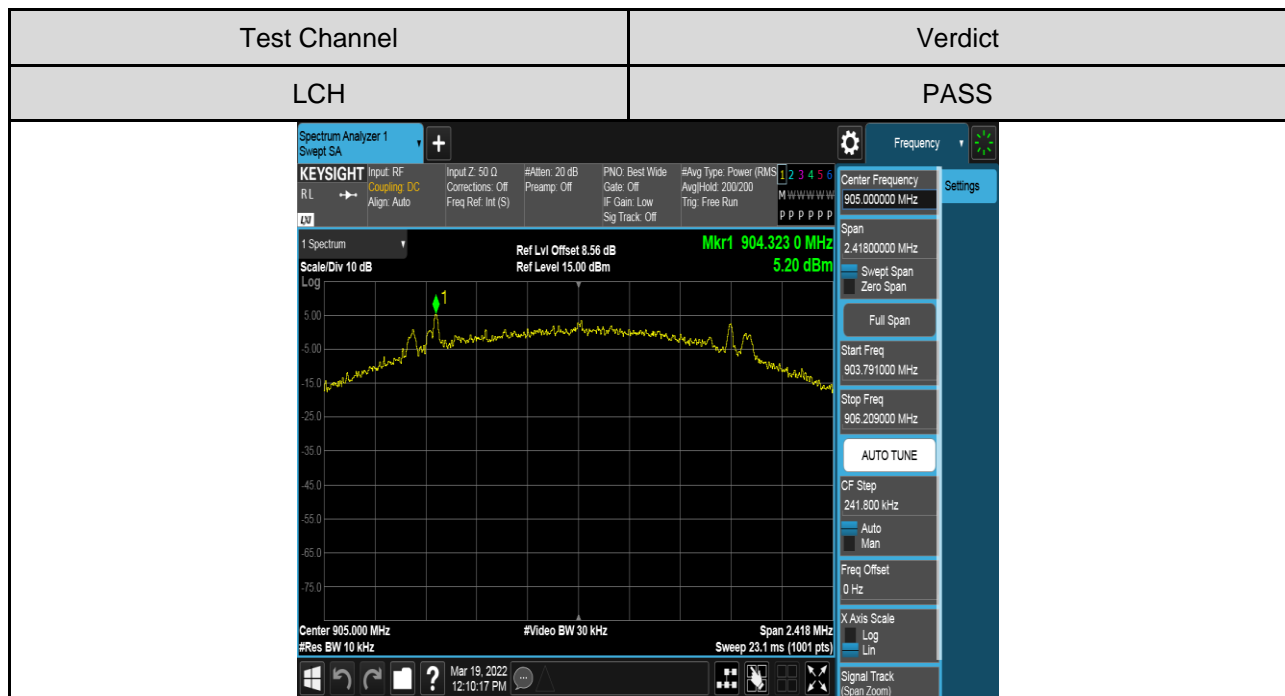 Test Channel Verdict
LCH PASS
Spectrum Analyzer 1
Swept SA
+
Frequency
KEYSIGHT Input: RF Input Z: 50 Ω #Atten: 20 dB PNO: Best Wide #Avg Type: Power (RMS 1 2 3 4 5 6
RL Coupling: DC Corrections: Off Preamp: Off Gate: Off Avg|Hold: 200/200 M W W W W W
Align: Auto Freq Ref: Int (S) IF Gain: Low Trig: Free Run
LXI Sig Track: Off P P P P P P
1 Spectrum
Ref Lvl Offset 8.56 dB
Mkr1 904.323 0 MHz
Scale/Div 10 dB Ref Level 15.00 dBm 5.20 dBm
Log
1
5.00
-5.00
-15.0
-25.0
-35.0
-45.0
-55.0
-65.0
-75.0
Center 905.000 MHz #Video BW 30 kHz Span 2.418 MHz
#Res BW 10 kHz Sweep 23.1 ms (1001 pts)
? Mar 19, 2022
12:10:17 PM
Center Frequency
905.000000 MHz
Settings
Span
2.41800000 MHz
Swept Span
Zero Span
Full Span
Start Freq
903.791000 MHz
Stop Freq
906.209000 MHz
AUTO TUNE
CF Step
241.800 kHz
Auto
Man
Freq Offset
0 Hz
X Axis Scale
Log
Lin
Signal Track
(Span Zoom)